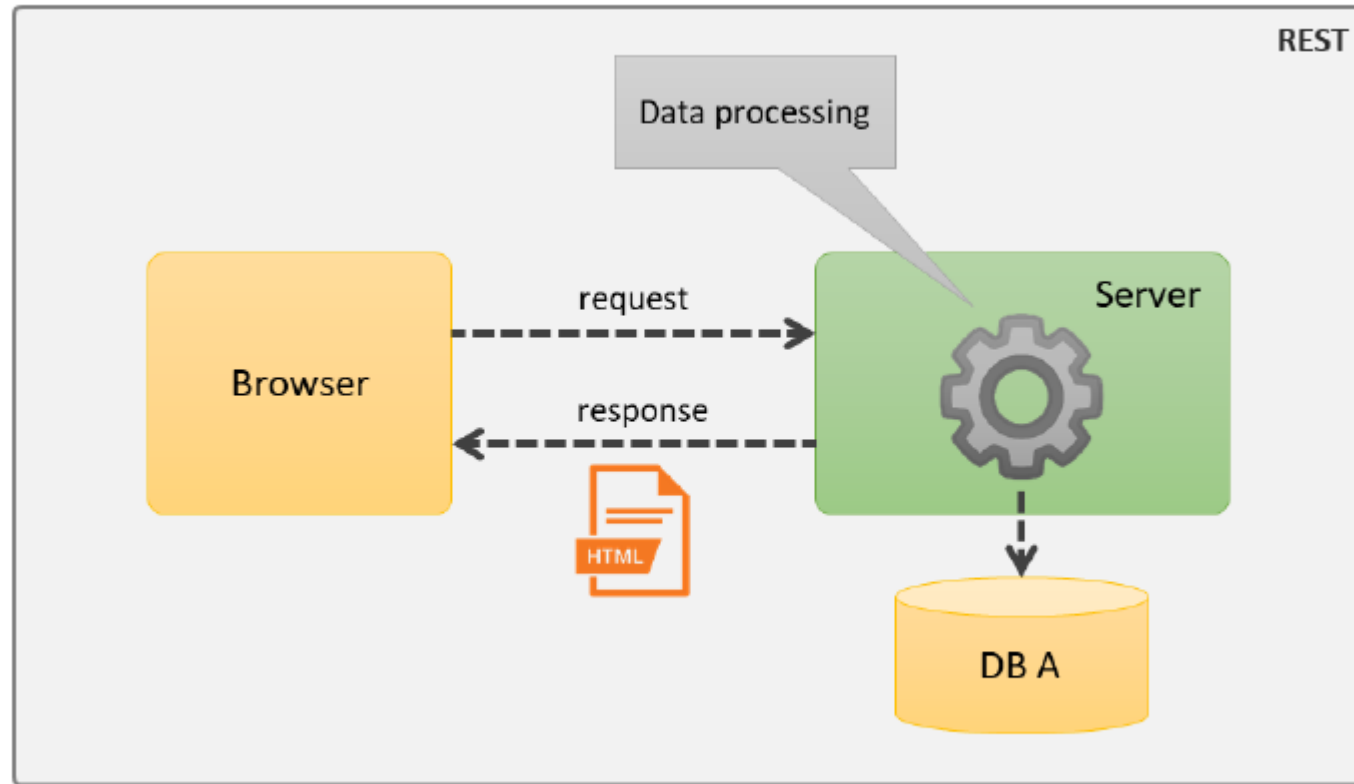 REST
Data processing
Server
request
Browser
response
HTML
DB A